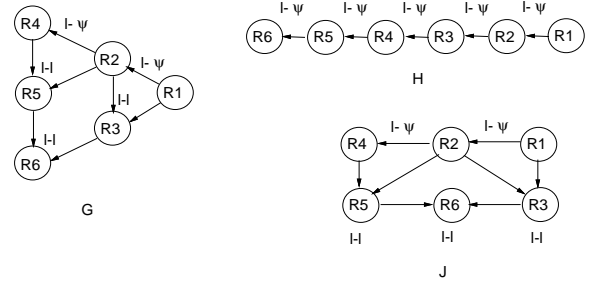 R4
I- ψ
R2
I- ψ
R5
I-I
R1
R3
I-I
R6
G
I- ψ I- ψ I- ψ I- ψ I- ψ
R6 R5 R4 R3 R2 R1
H
I- ψ I- ψ
R4 R2 R1
R5 R6 R3
I-I I-I I-I
J